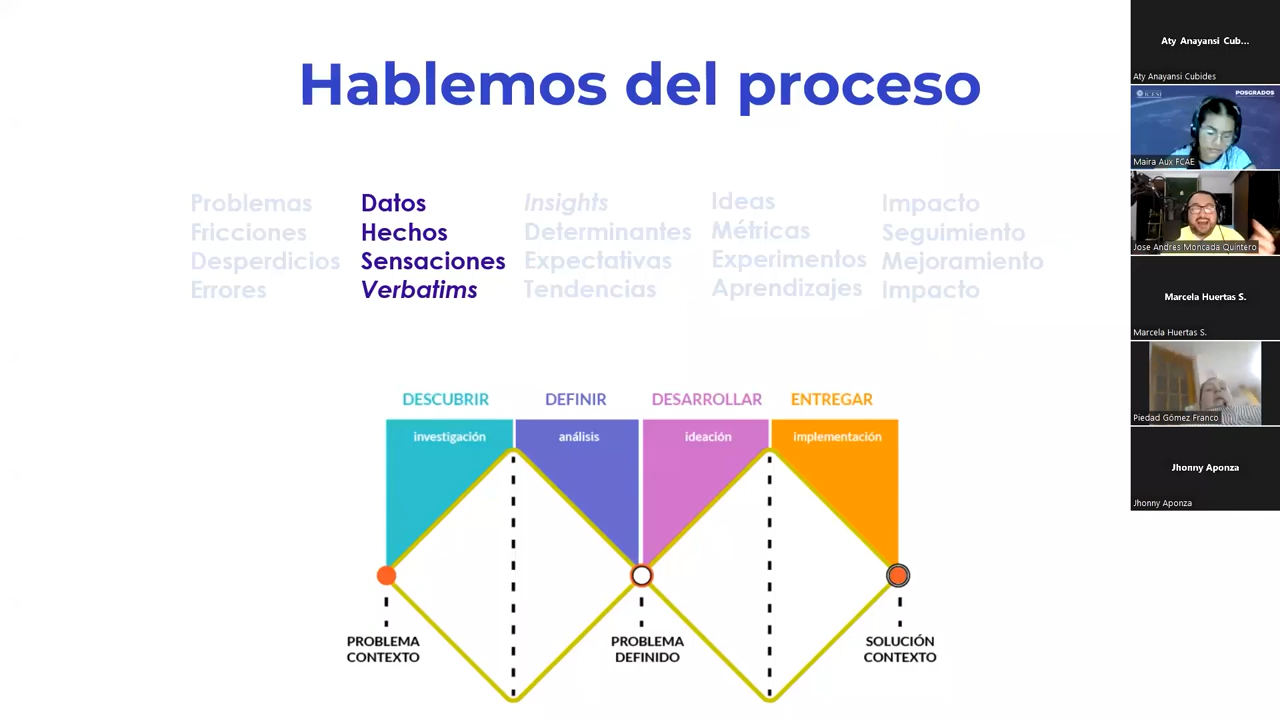 Hablemos del proceso
Problemas
Fricciones
Desperdicios
Errores
Datos
Hechos
Sensaciones
Verbatims
Insights
Determinantes
Expectativas
Tendencias
Ideas
Métricas
Experimentos
Aprendizajes
Impacto
Seguimiento
Mejoramiento
Impacto
DESCUBRIR
DEFINIR
DESARROLLAR
ENTREGAR
investigación
análisis
ideación
implementación
PROBLEMA
CONTEXTO
PROBLEMA
DEFINIDO
SOLUCIÓN
CONTEXTO
Aty Anayansi Cub...
Aty Anayansi Cubides
ICESI
POSGRADOS
Maira Aux FCAE
Jose Andres Moncada Quintero
Marcela Huertas S.
Marcela Huertas S.
Piedad Gómez Franco
Jhonny Aponza
Jhonny Aponza